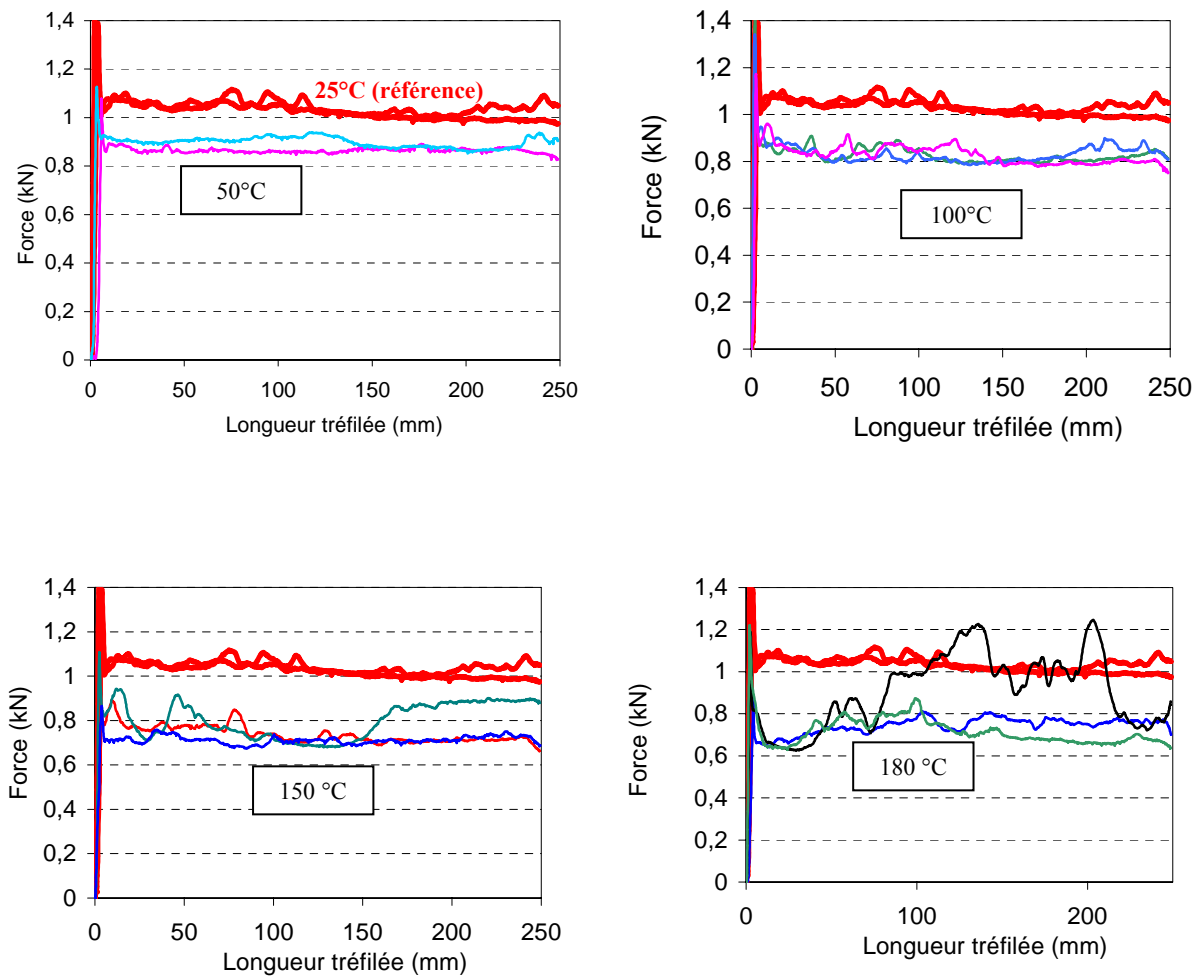 1,4
1,2
1
0,8
0,6
0,4
0,2
0
Force (kN)
25°C (référence)
50°C
0 50 100 150 200 250
Longueur tréfilée (mm)
1,4
1,2
1
0,8
0,6
0,4
0,2
0
Force (kN)
100°C
0 50 100 150 200 250
Longueur tréfilée (mm)
1,4
1,2
1
0,8
0,6
0,4
0,2
0
Force (kN)
150 °C
0 50 100 150 200 250
Longueur tréfilée (mm)
1,4
1,2
1
0,8
0,6
0,4
0,2
0
Force (kN)
180 °C
0 100 200
Longueur tréfilée (mm)